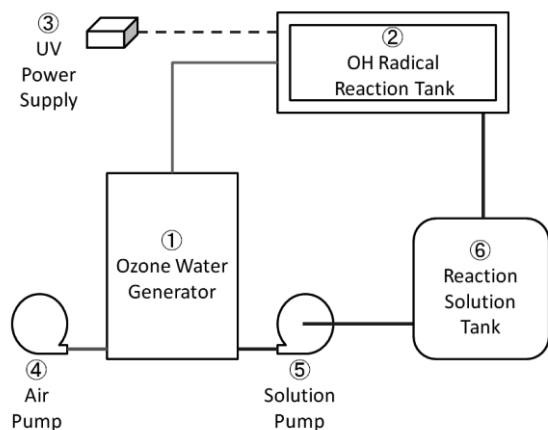 ③
UV
Power
Supply
②
OH Radical
Reaction Tank
①
Ozone Water
Generator
⑥
Reaction
Solution
Tank
④
Air
Pump
⑤
Solution
Pump